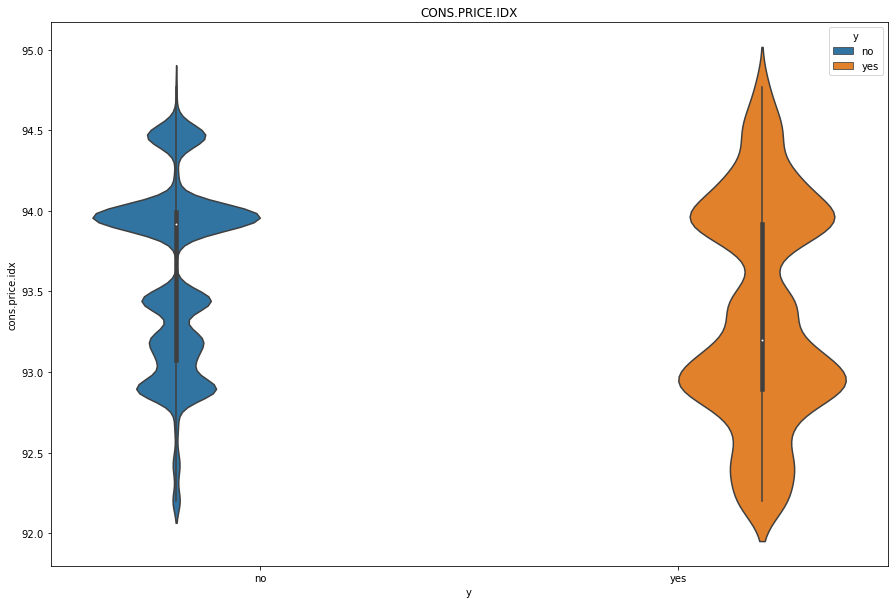 CONS.PRICE.IDX
y
no
yes
95.0
94.5
94.0
93.5
93.0
92.5
92.0
cons.price.idx
no
yes
y